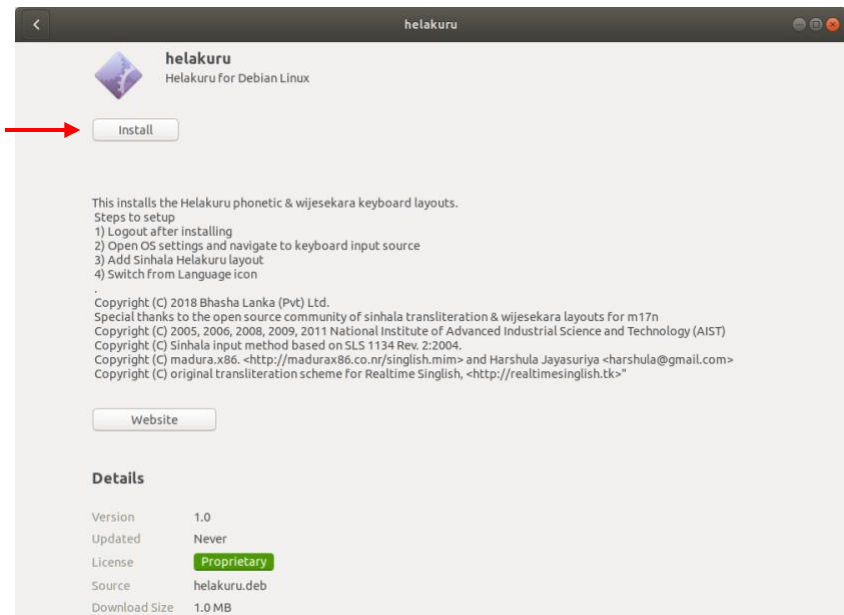 helakuru
helakuru
Helakuru for Debian Linux
Install
This installs the Helakuru phonetic & wijesekara keyboard layouts.
Steps to setup
1) Logout after installing
2) Open OS settings and navigate to keyboard input source
3) Add Sinhala Helakuru layout
4) Switch from Language icon
.
Copyright (C) 2018 Bhasha Lanka (Pvt) Ltd.
Special thanks to the open source community of sinhala transliteration & wijesekara layouts for m17n
Copyright (C) 2005, 2006, 2008, 2009, 2011 National Institute of Advanced Industrial Science and Technology (AIST)
Copyright (C) Sinhala input method based on SLS 1134 Rev. 2:2004.
Copyright (C) madura.x86. <http://madurax86.co.nr/singlish.mim> and Harshula Jayasuriya <harshula@gmail.com>
Copyright (C) original transliteration scheme for Realtime Singlish, <http://realtimesinglish.tk>"
Website
Details
Version 1.0
Updated Never
License Proprietary
Source helakuru.deb
Download Size 1.0 MB